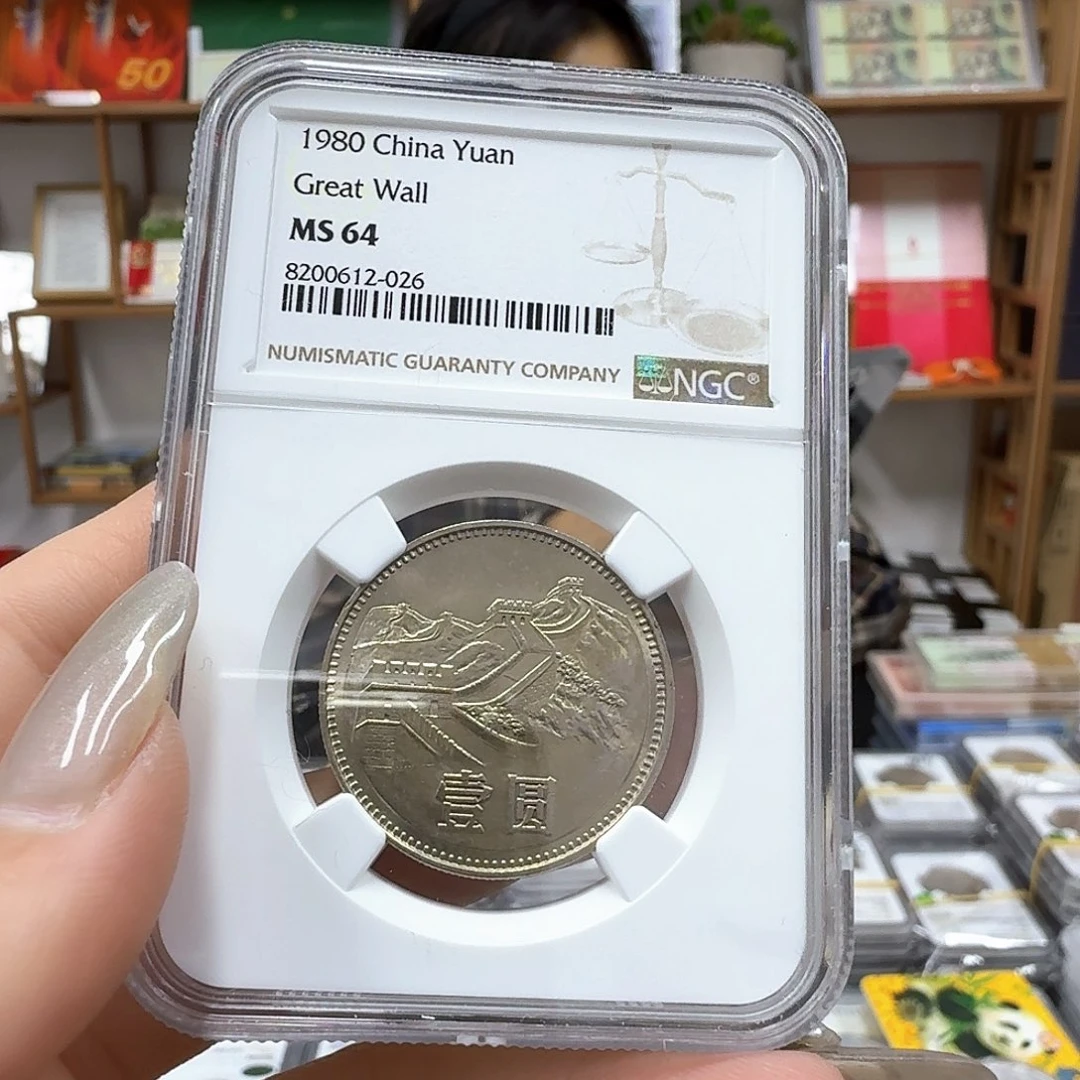 50
1980 China Yuan
Great Wall
MS 64
8200612-026
NUMISMATIC GUARANTY COMPANY
NGC®
壹圆